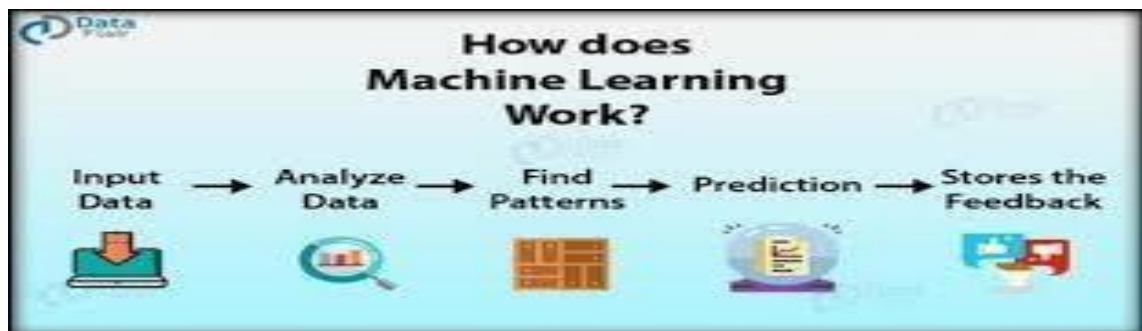 Data
Flair
How does
Machine Learning
Work?
Input
Data
Analyze
Data
Find
Patterns
Prediction
Stores the
Feedback